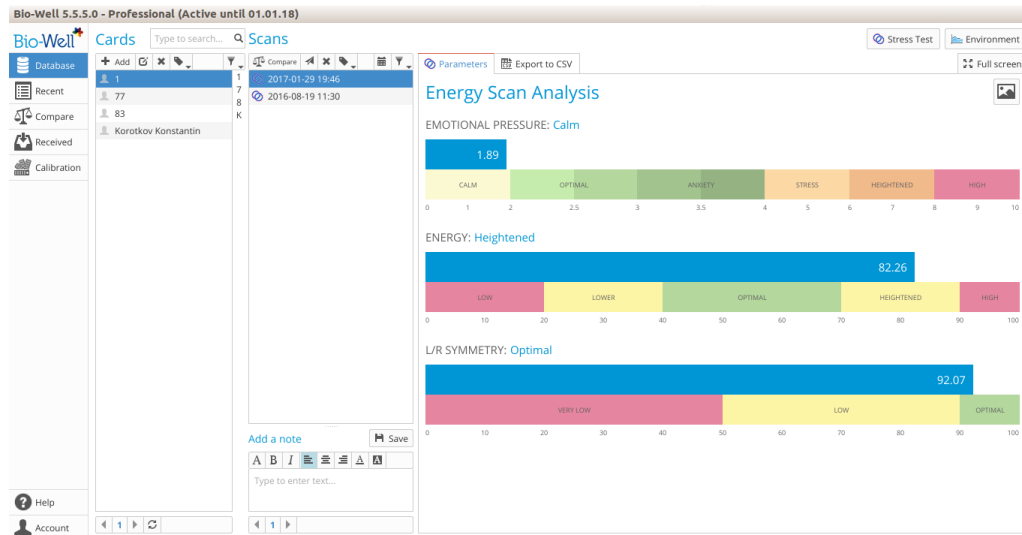 Bio-Well 5.5.5.0 - Professional (Active until 01.01.18)
Bio-Well
Database
Recent
Compare
Received
Calibration
Help
Account
Cards
Type to search...
Add
1
77
83
Korotkov Konstantin
1
7
8
K
1
Scans
Compare
2017-01-29 19:46
2016-08-19 11:30
Add a note
Save
A B I A A
Type to enter text...
1
Stress Test
Environment
Parameters
Export to CSV
Full screen
Energy Scan Analysis
EMOTIONAL PRESSURE: Calm
1.89
CALM OPTIMAL ANXIETY STRESS HEIGHTENED HIGH
0 1 2 2.5 3 3.5 4 5 6 7 8 9 10
ENERGY: Heightened
82.26
LOW LOWER OPTIMAL HEIGHTENED HIGH
0 10 20 30 40 50 60 70 80 90 100
L/R SYMMETRY: Optimal
92.07
VERY LOW LOW OPTIMAL
0 10 20 30 40 50 60 70 80 90 100